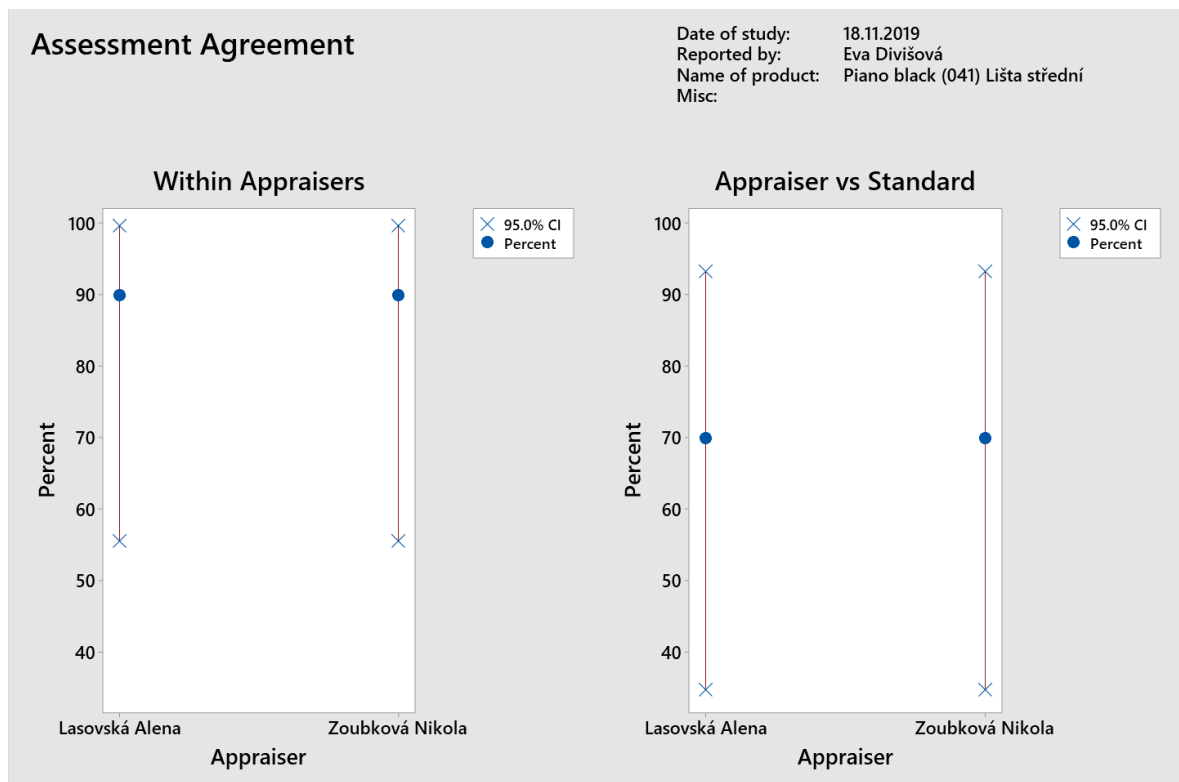 Assessment Agreement
Date of study: 18.11.2019
Reported by: Eva Divišová
Name of product: Piano black (041) Lišta střední
Misc:
Within Appraisers
100
90
80
70
60
50
40
Percent
Lasovská Alena Zoubková Nikola
Appraiser
95.0% CI
Percent
Appraiser vs Standard
100
90
80
70
60
50
40
Percent
Lasovská Alena Zoubková Nikola
Appraiser
95.0% CI
Percent